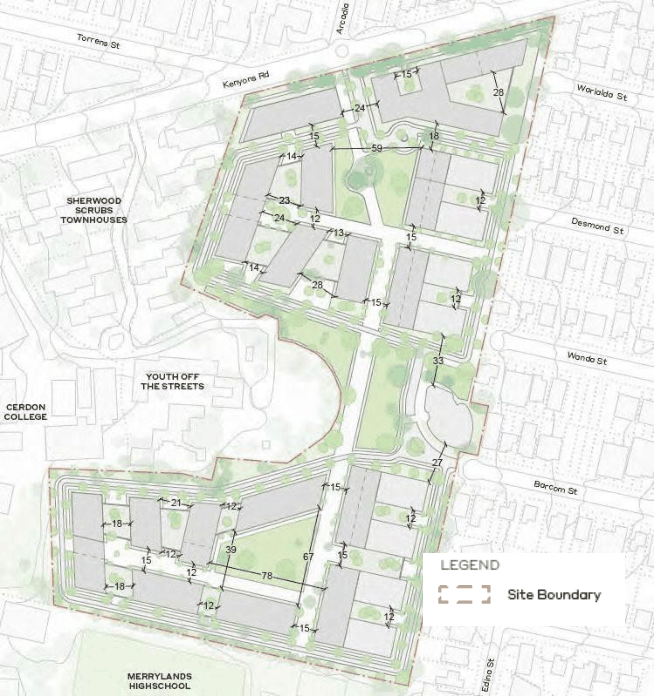 Arcadia
Torrens St
Kenyons Rd
Warialda St
15
28
24
15
18
59
14
12
23
24
12
13
15
Desmond St
SHERWOOD
SCRUBS
TOWNHOUSES
14
28
15
12
33
Wanda St
YOUTH OFF
THE STREETS
CERDON
COLLEGE
27
Barcom St
15
21
12
18
12
39
67
15
15
12
12
78
18
12
12
15
LEGEND
Site Boundary
Edina St
MERRYLANDS
HIGHSCHOOL